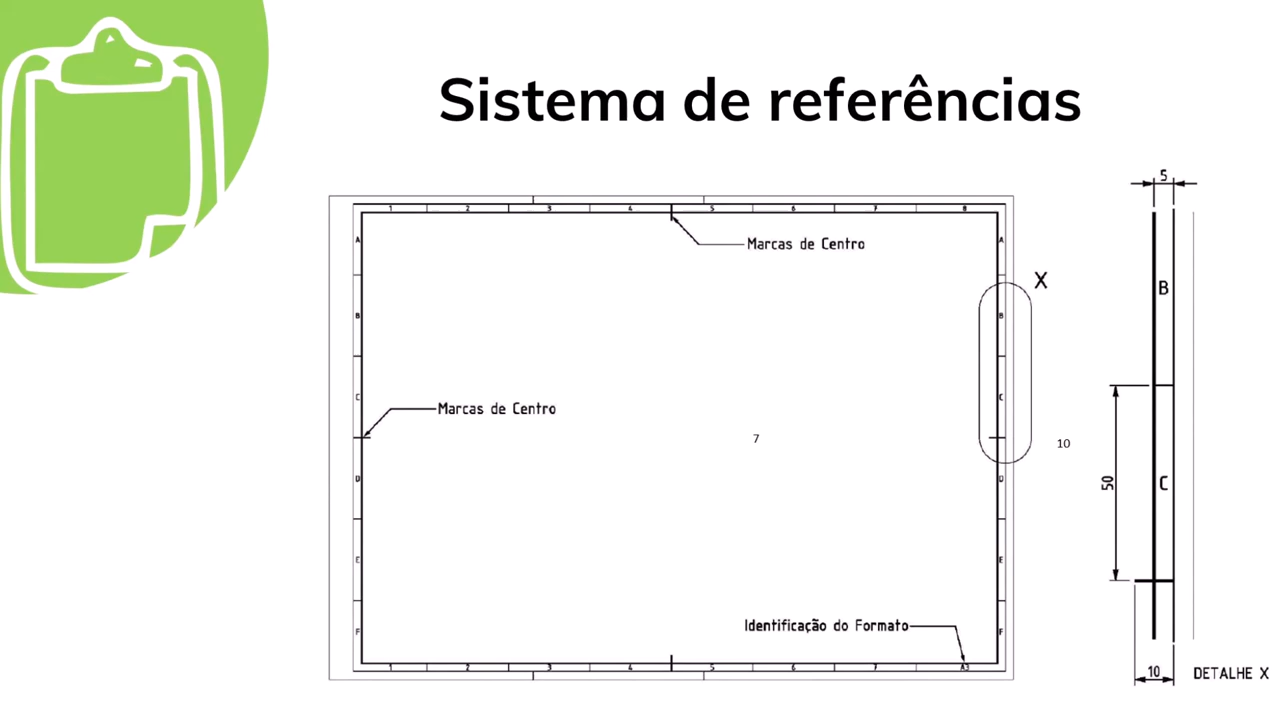 Sistema de referências
5
1 2 3 4 5 6 7 8
A A
Marcas de Centro
X
B B B
C C
Marcas de Centro
7 10
D D
50 C
E E
Identificação do Formato
F F
1 2 3 4 5 6 7 A3
10 DETALHE X